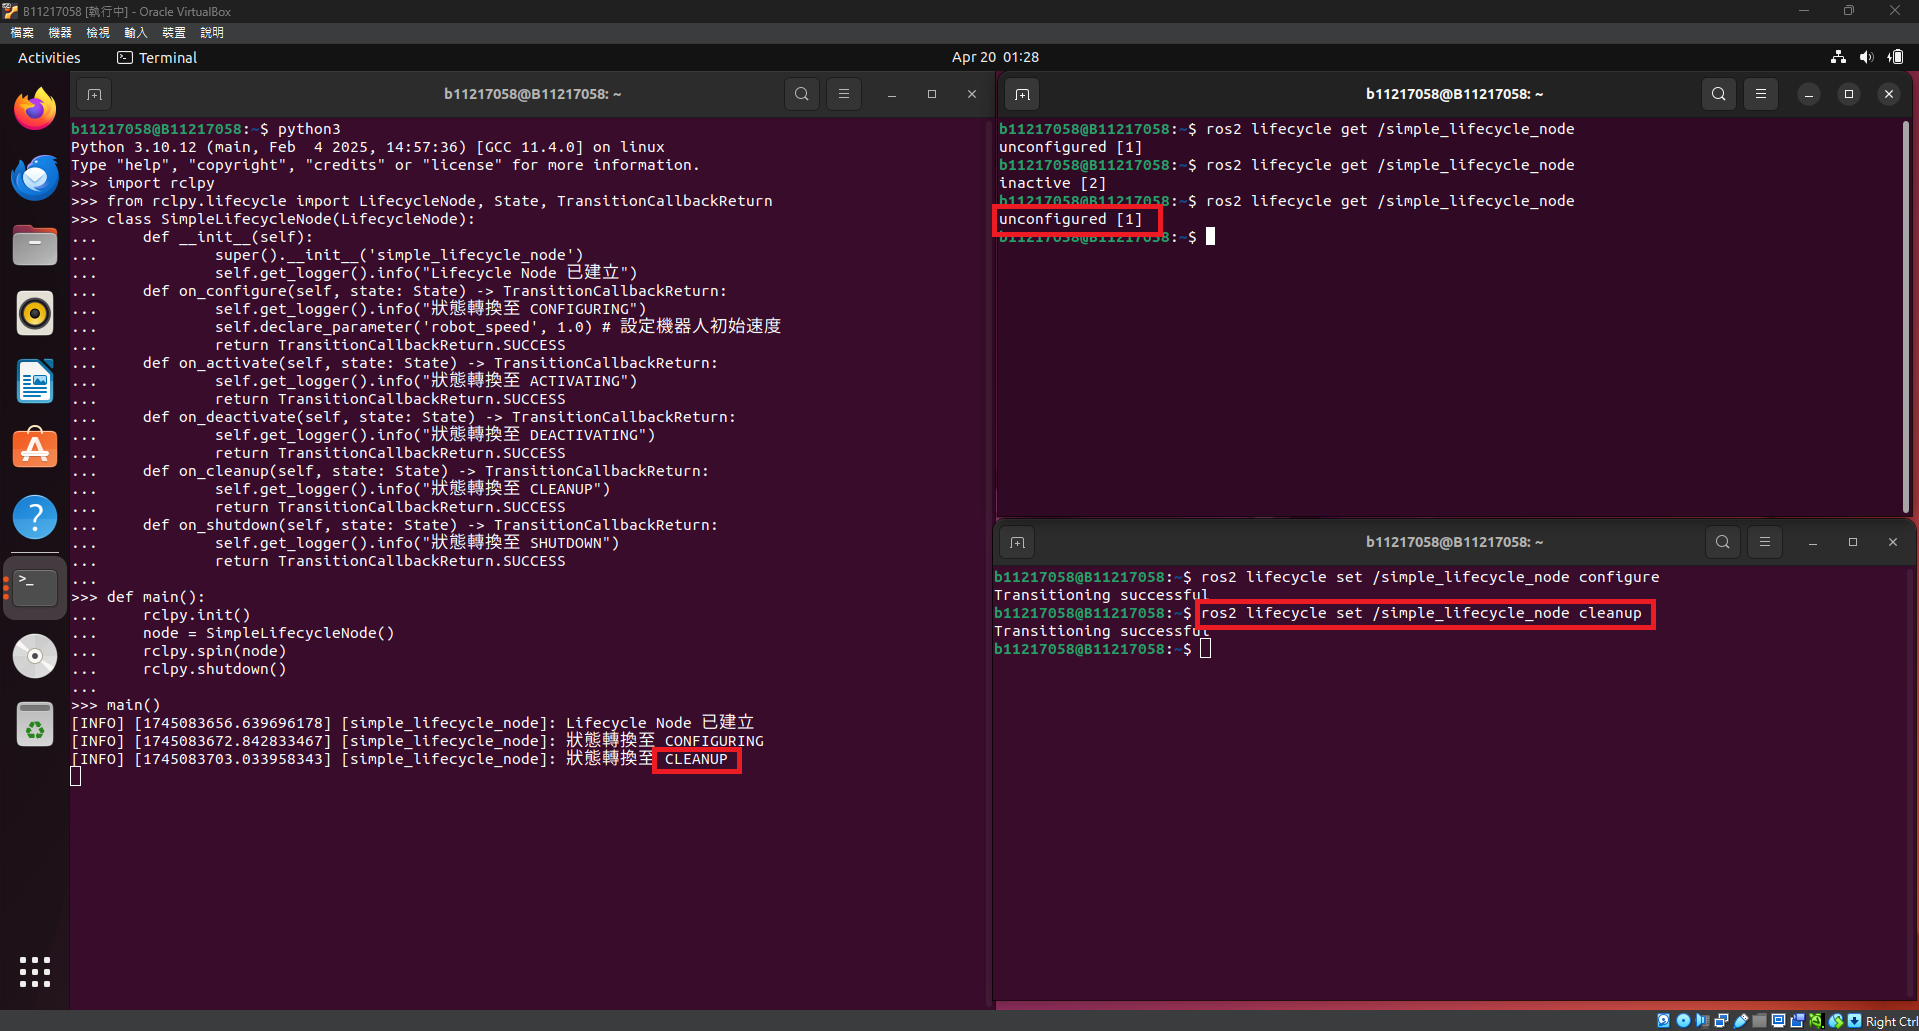 B11217058 [執行中] - Oracle VirtualBox
檔案 機器 檢視 輸入 裝置 說明
Activities Terminal Apr 20 01:28
b11217058@B11217058: ~
b11217058@B11217058:~$ python3
Python 3.10.12 (main, Feb  4 2025, 14:57:36) [GCC 11.4.0] on linux
Type "help", "copyright", "credits" or "license" for more information.
>>> import rclpy
>>> from rclpy.lifecycle import LifecycleNode, State, TransitionCallbackReturn
>>> class SimpleLifecycleNode(LifecycleNode):
...     def __init__(self):
...             super().__init__('simple_lifecycle_node')
...             self.get_logger().info("Lifecycle Node 已建立")
...     def on_configure(self, state: State) -> TransitionCallbackReturn:
...             self.get_logger().info("狀態轉換至 CONFIGURING")
...             self.declare_parameter('robot_speed', 1.0) # 設定機器人初始速度
...             return TransitionCallbackReturn.SUCCESS
...     def on_activate(self, state: State) -> TransitionCallbackReturn:
...             self.get_logger().info("狀態轉換至 ACTIVATING")
...             return TransitionCallbackReturn.SUCCESS
...     def on_deactivate(self, state: State) -> TransitionCallbackReturn:
...             self.get_logger().info("狀態轉換至 DEACTIVATING")
...             return TransitionCallbackReturn.SUCCESS
...     def on_cleanup(self, state: State) -> TransitionCallbackReturn:
...             self.get_logger().info("狀態轉換至 CLEANUP")
...             return TransitionCallbackReturn.SUCCESS
...     def on_shutdown(self, state: State) -> TransitionCallbackReturn:
...             self.get_logger().info("狀態轉換至 SHUTDOWN")
...             return TransitionCallbackReturn.SUCCESS
...
>>> def main():
...     rclpy.init()
...     node = SimpleLifecycleNode()
...     rclpy.spin(node)
...     rclpy.shutdown()
...
>>> main()
[INFO] [1745083656.639696178] [simple_lifecycle_node]: Lifecycle Node 已建立
[INFO] [1745083672.842833467] [simple_lifecycle_node]: 狀態轉換至 CONFIGURING
[INFO] [1745083703.033958343] [simple_lifecycle_node]: 狀態轉換至 CLEANUP
b11217058@B11217058: ~
b11217058@B11217058:~$ ros2 lifecycle get /simple_lifecycle_node
unconfigured [1]
b11217058@B11217058:~$ ros2 lifecycle get /simple_lifecycle_node
inactive [2]
b11217058@B11217058:~$ ros2 lifecycle get /simple_lifecycle_node
unconfigured [1]
b11217058@B11217058:~$
b11217058@B11217058: ~
b11217058@B11217058:~$ ros2 lifecycle set /simple_lifecycle_node configure
Transitioning successful
b11217058@B11217058:~$ ros2 lifecycle set /simple_lifecycle_node cleanup
Transitioning successful
b11217058@B11217058:~$
Right Ctrl